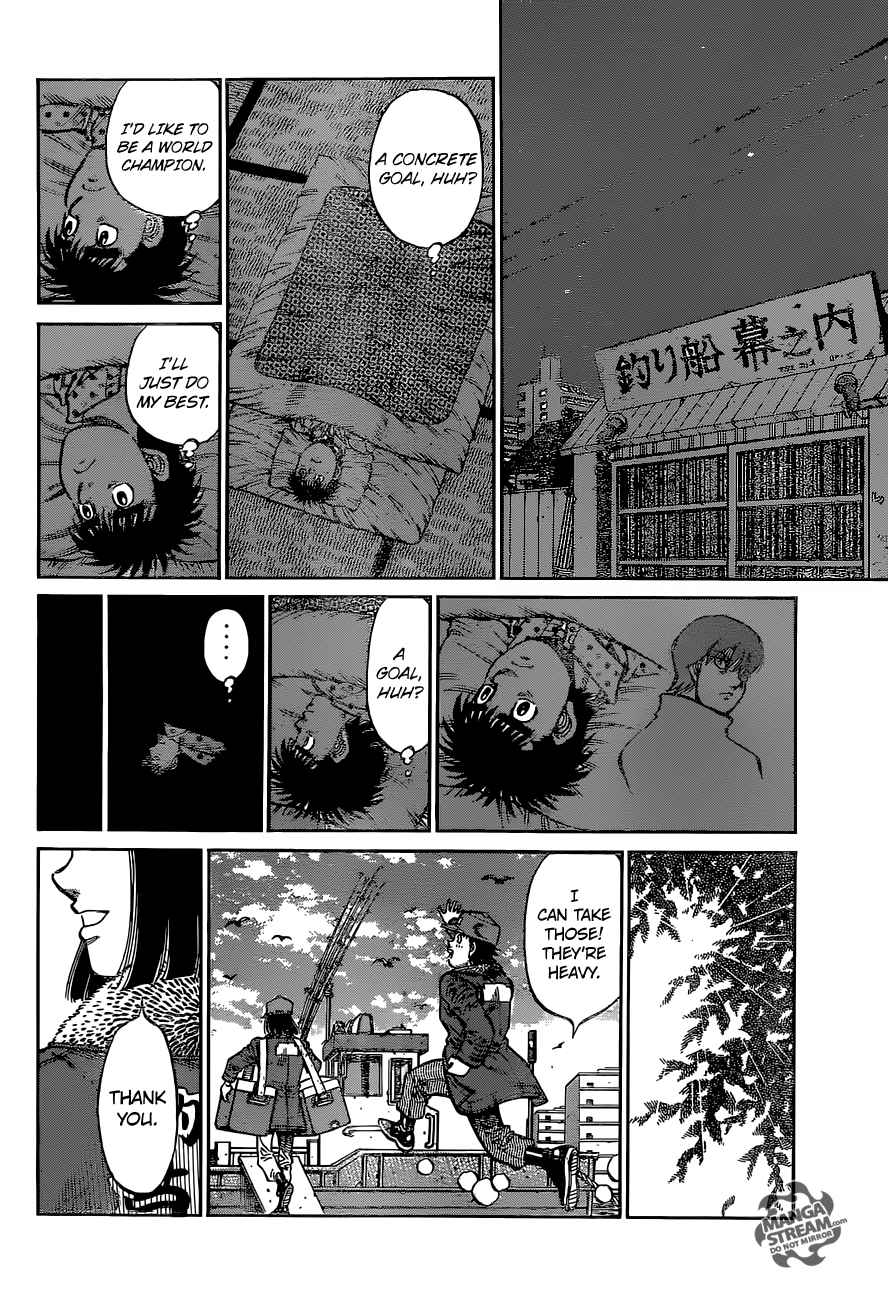 釣り船 幕之内
A CONCRETE
GOAL, HUH?
I'D LIKE TO
BE A WORLD
CHAMPION.
I'LL
JUST DO
MY BEST.
A
GOAL,
HUH?
....
I
CAN TAKE
THOSE!
THEY'RE
HEAVY.
THANK
YOU.
MANGA
STREAM.com
DO NOT MIRROR